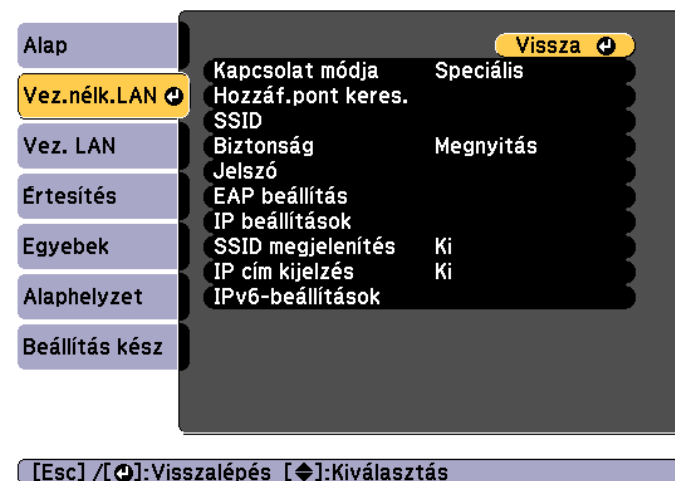 Alap
Vez.nélk.LAN
Vez. LAN
Értesítés
Egyebek
Alaphelyzet
Beállítás kész
Vissza
Kapcsolat módja Speciális
Hozzáf.pont keres.
SSID
Biztonság Megnyitás
Jelszó
EAP beállítás
IP beállítások
SSID megjelenítés Ki
IP cím kijelzés Ki
IPv6-beállítások
[Esc] /[⏎]:Visszalépés [◆]:Kiválasztás